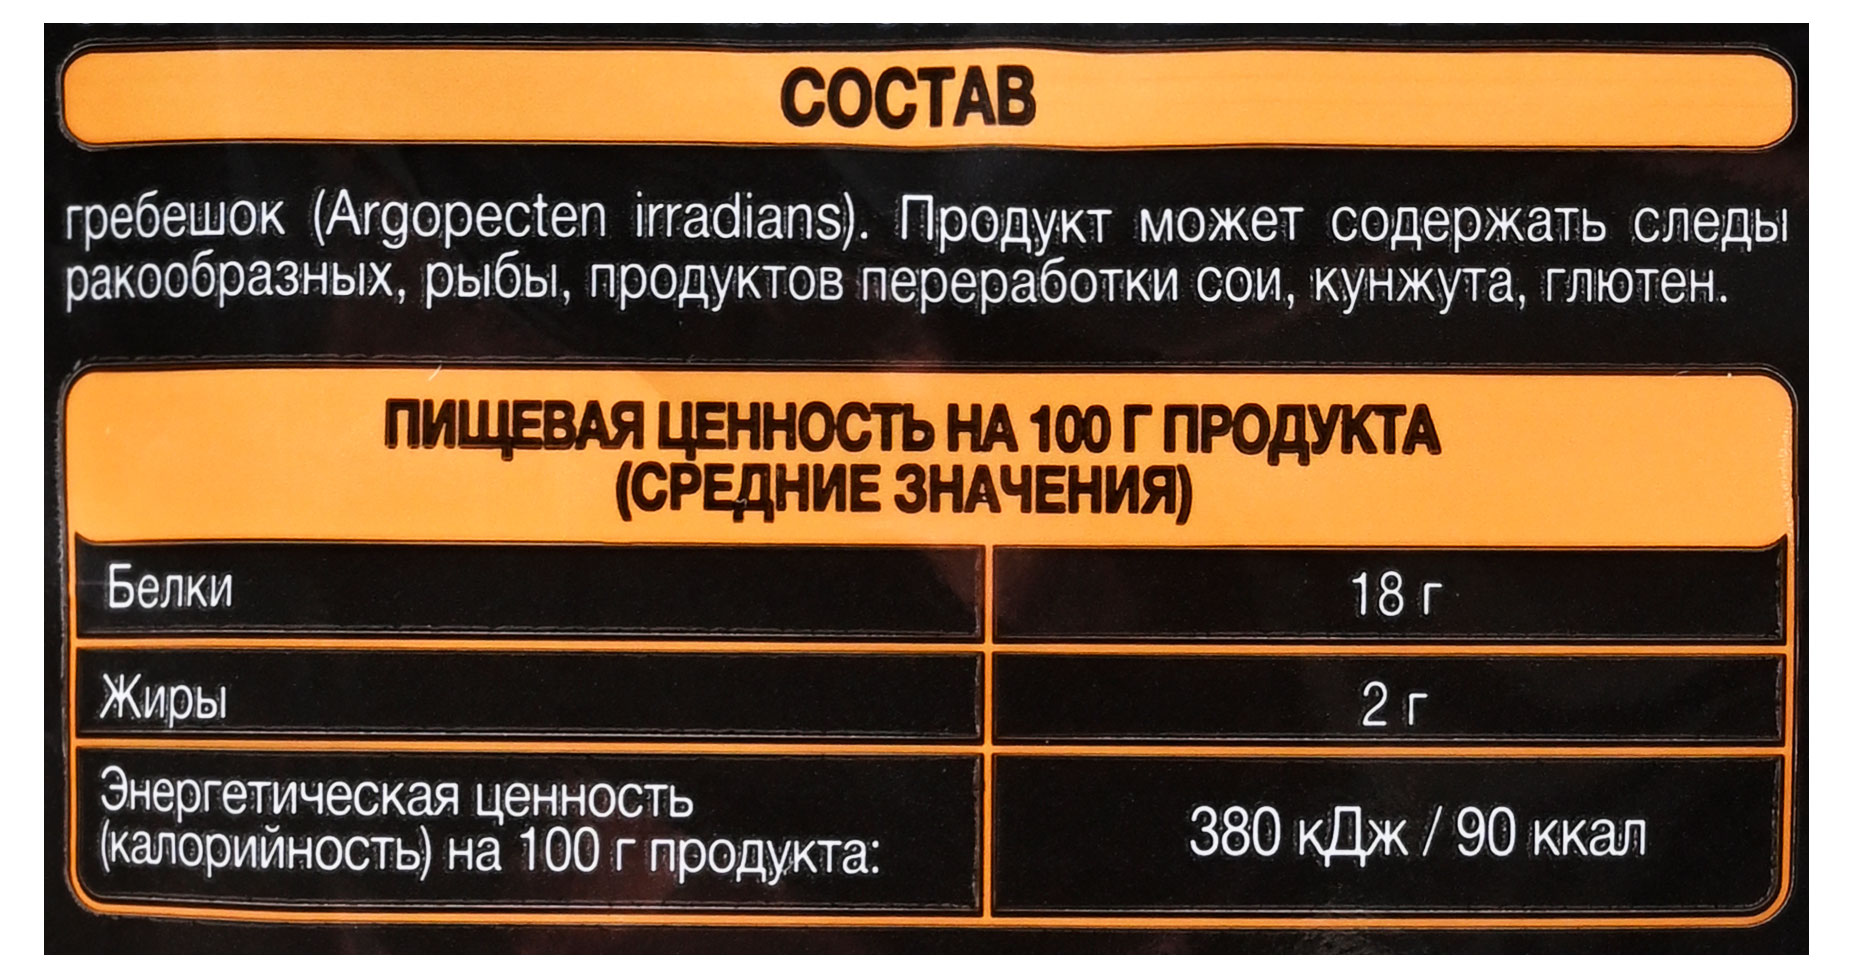 СОСТАВ
гребешок (Argopecten irradians). Продукт может содержать следы
ракообразных, рыбы, продуктов переработки сои, кунжута, глютен.
ПИЩЕВАЯ ЦЕННОСТЬ НА 100 Г ПРОДУКТА
(СРЕДНИЕ ЗНАЧЕНИЯ)
Белки 18 г
Жиры 2 г
Энергетическая ценность
(калорийность) на 100 г продукта: 380 кДж / 90 ккал